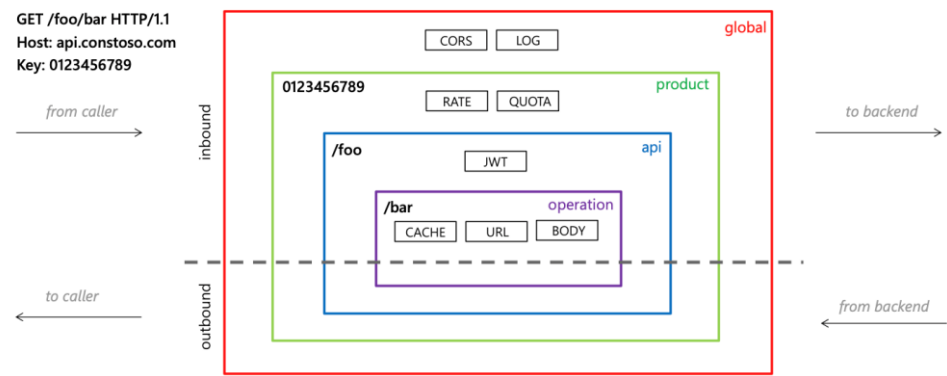 GET /foo/bar HTTP/1.1
Host: api.constoso.com
Key: 0123456789
global
CORS LOG
0123456789 product
RATE QUOTA
from caller
inbound
to backend
/foo api
JWT
/bar operation
CACHE URL BODY
to caller
outbound
from backend